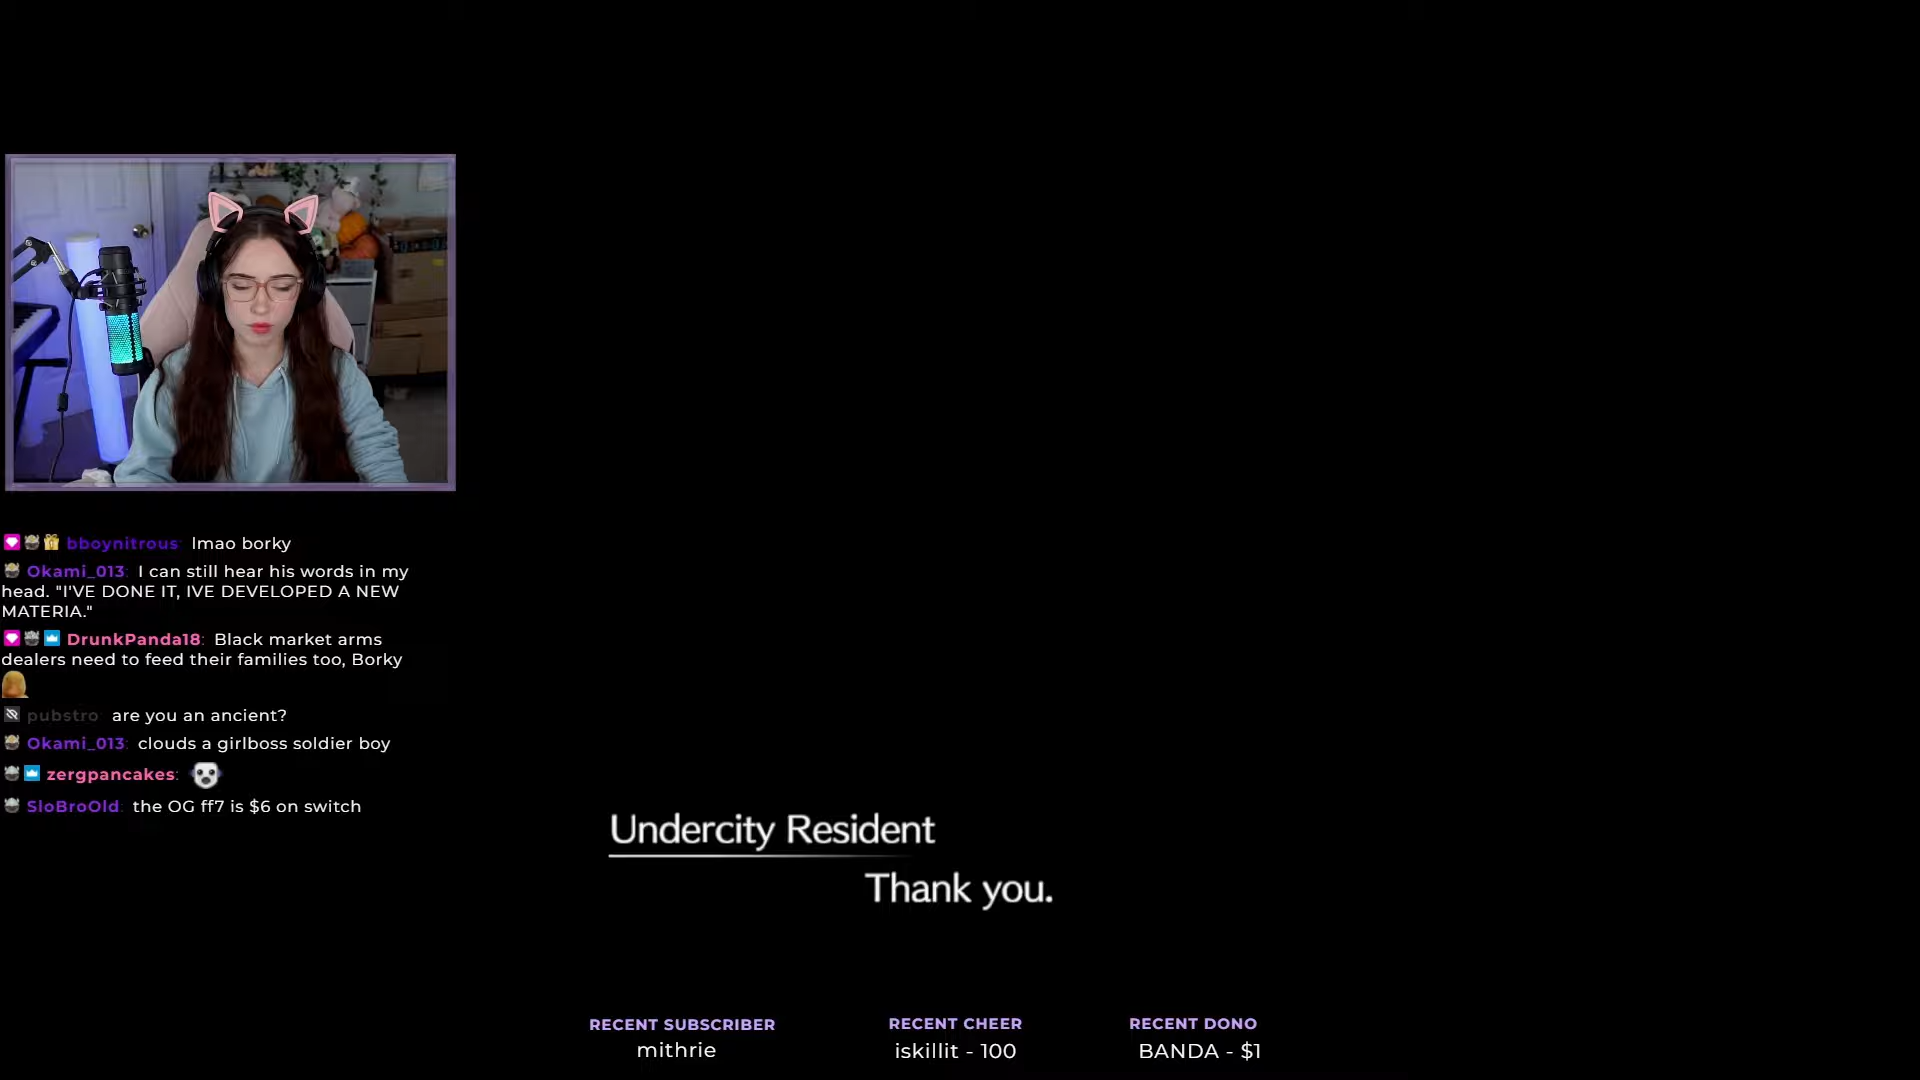 bboynitrous: lmao borky
Okami_013: I can still hear his words in my
head. "I'VE DONE IT, IVE DEVELOPED A NEW
MATERIA."
DrunkPanda18: Black market arms
dealers need to feed their families too, Borky
pubstro: are you an ancient?
Okami_013: clouds a girlboss soldier boy
zergpancakes:
SloBroOld: the OG ff7 is $6 on switch
Undercity Resident
Thank you.
RECENT SUBSCRIBER
mithrie
RECENT CHEER
iskillit - 100
RECENT DONO
BANDA - $1